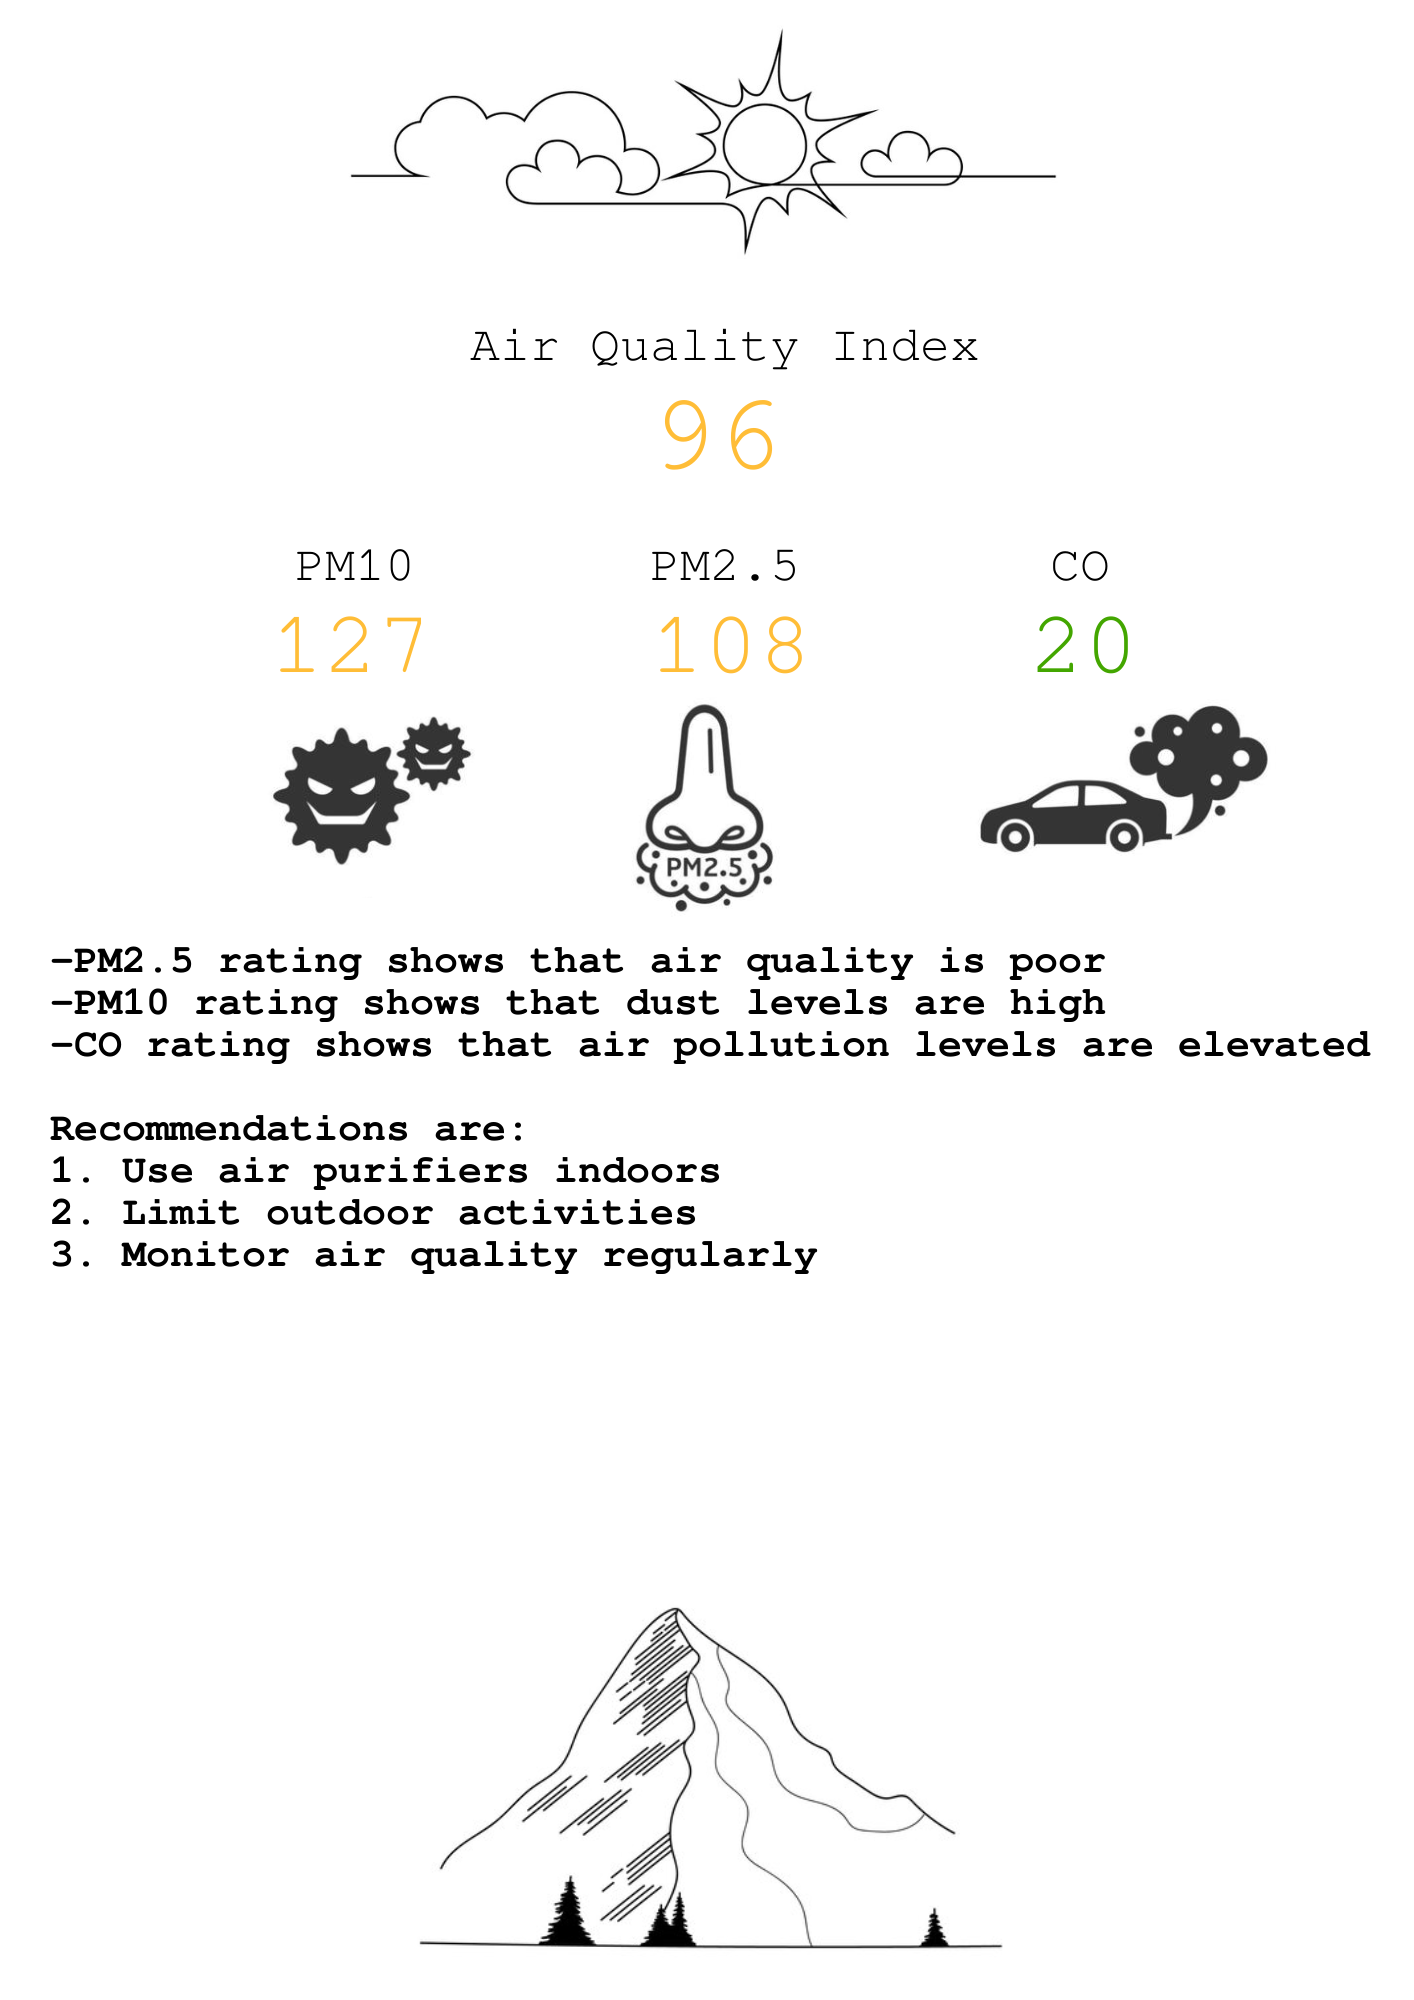 Air Quality Index
96
PM10 PM2.5 CO
127 108 20
PM2.5
-PM2.5 rating shows that air quality is poor
-PM10 rating shows that dust levels are high
-CO rating shows that air pollution levels are elevated
Recommendations are:
1. Use air purifiers indoors
2. Limit outdoor activities
3. Monitor air quality regularly